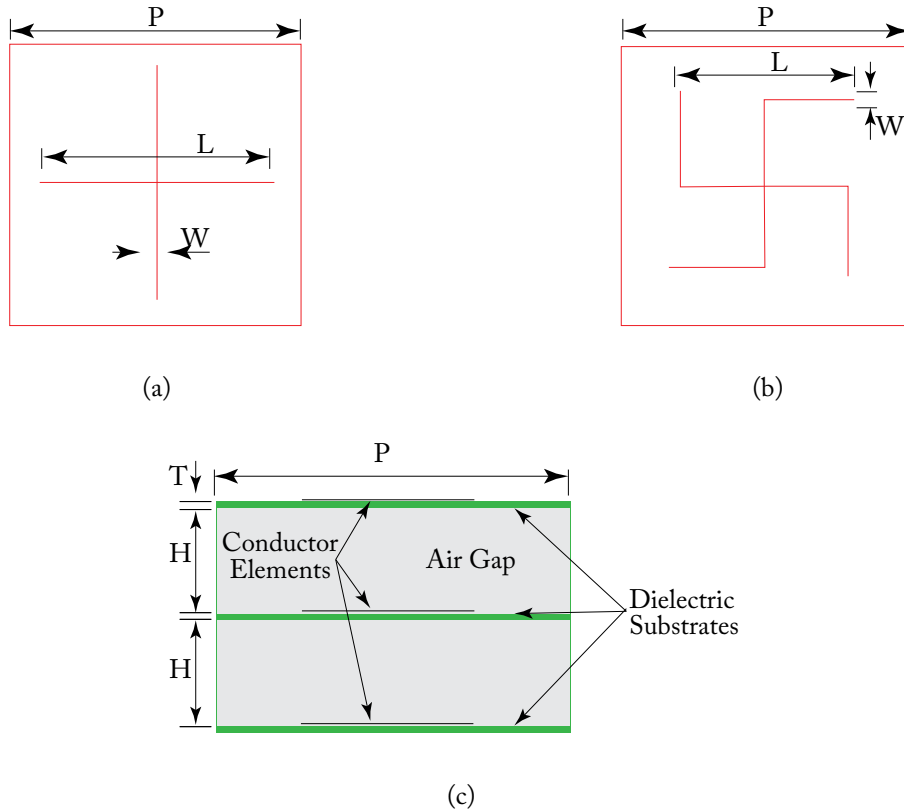 P
L
W
(a)
P
L
W
(b)
P
T
H
Conductor
Elements
Air Gap
Dielectric
Substrates
H
(c)